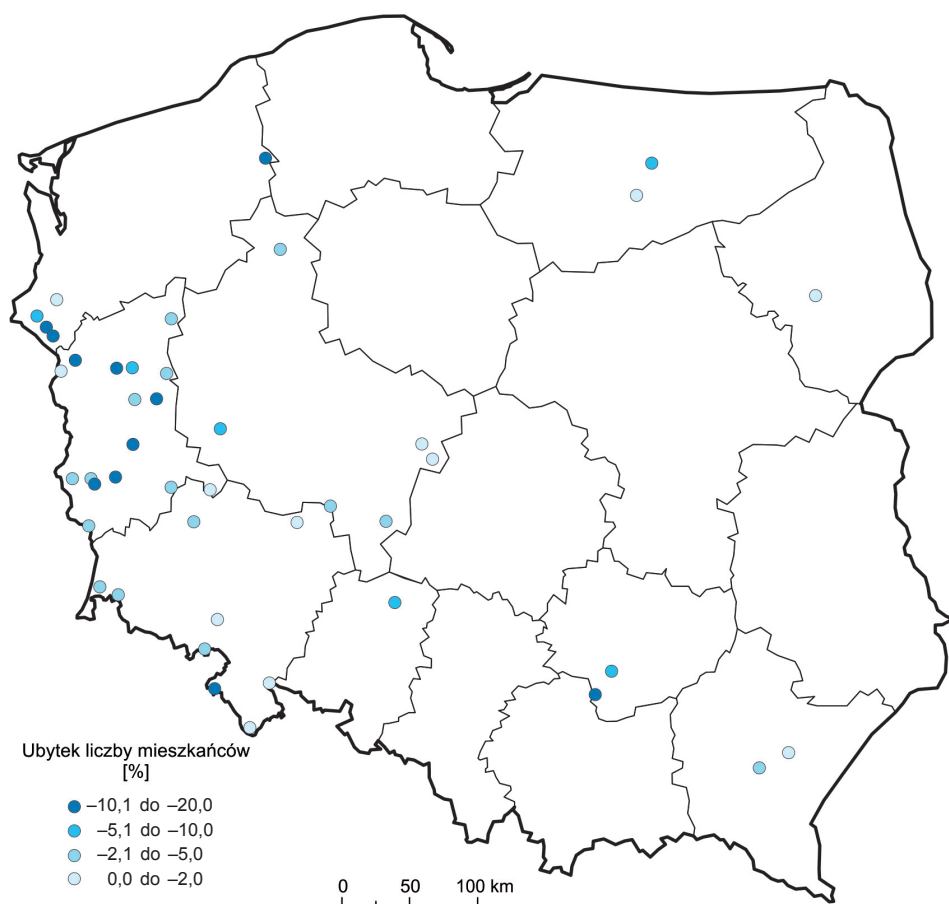 Ubytek liczby mieszkańców
[%]
–10,1 do –20,0
–5,1 do –10,0
–2,1 do –5,0
0,0 do –2,0
0 50 100 km